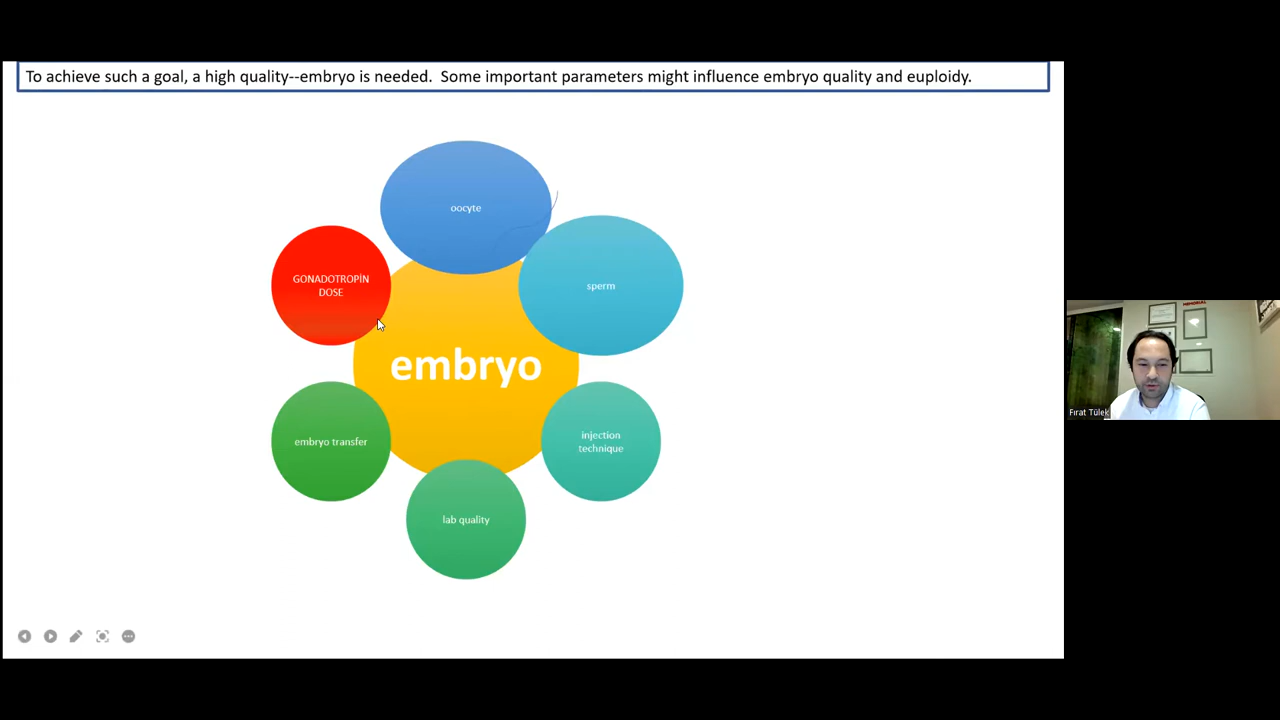 To achieve such a goal, a high quality--embryo is needed.  Some important parameters might influence embryo quality and euploidy.
oocyte
GONADOTROPİN
DOSE
sperm
embryo
embryo transfer
injection
technique
lab quality
Fırat Tülek